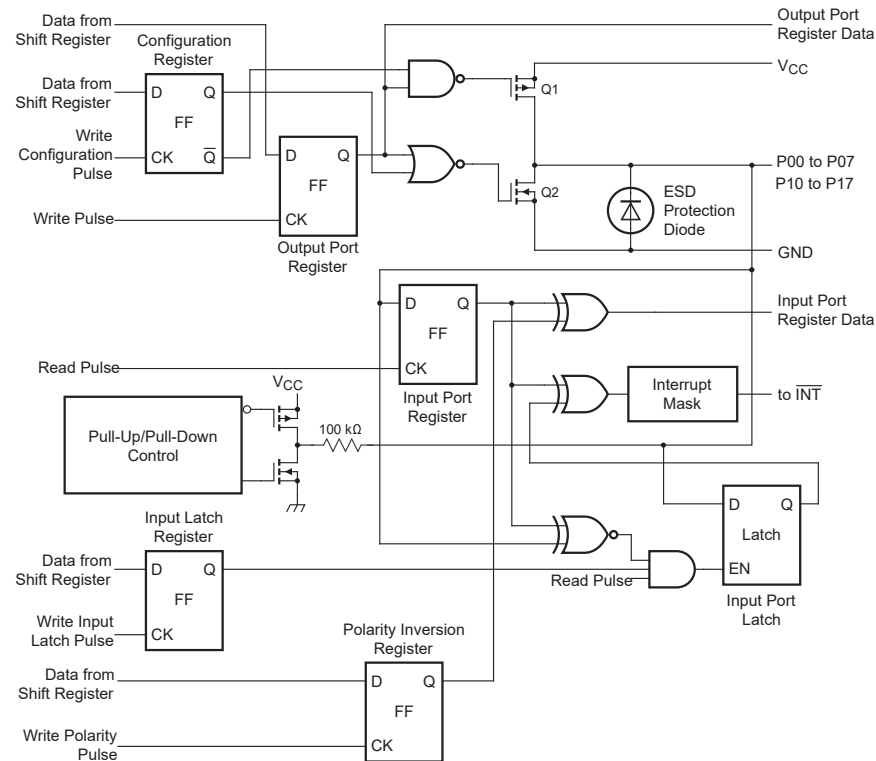 Data from
Shift Register
Configuration
Register
Data from
Shift Register
D
Q
FF
CK
Q̅
Write
Configuration
Pulse
Write Pulse
D
Q
FF
CK
Output Port
Register
Q1
Q2
Output Port
Register Data
VCC
P00 to P07
P10 to P17
ESD
Protection
Diode
GND
D
Q
FF
CK
Input Port
Register
Read Pulse
Input Port
Register Data
Interrupt
Mask
to I̅N̅T̅
VCC
Pull-Up/Pull-Down
Control
100 kΩ
D
Q
Latch
EN
Input Port
Latch
Read Pulse
Input Latch
Register
Data from
Shift Register
D
Q
FF
CK
Write Input
Latch Pulse
Polarity Inversion
Register
Data from
Shift Register
D
Q
FF
CK
Write Polarity
Pulse